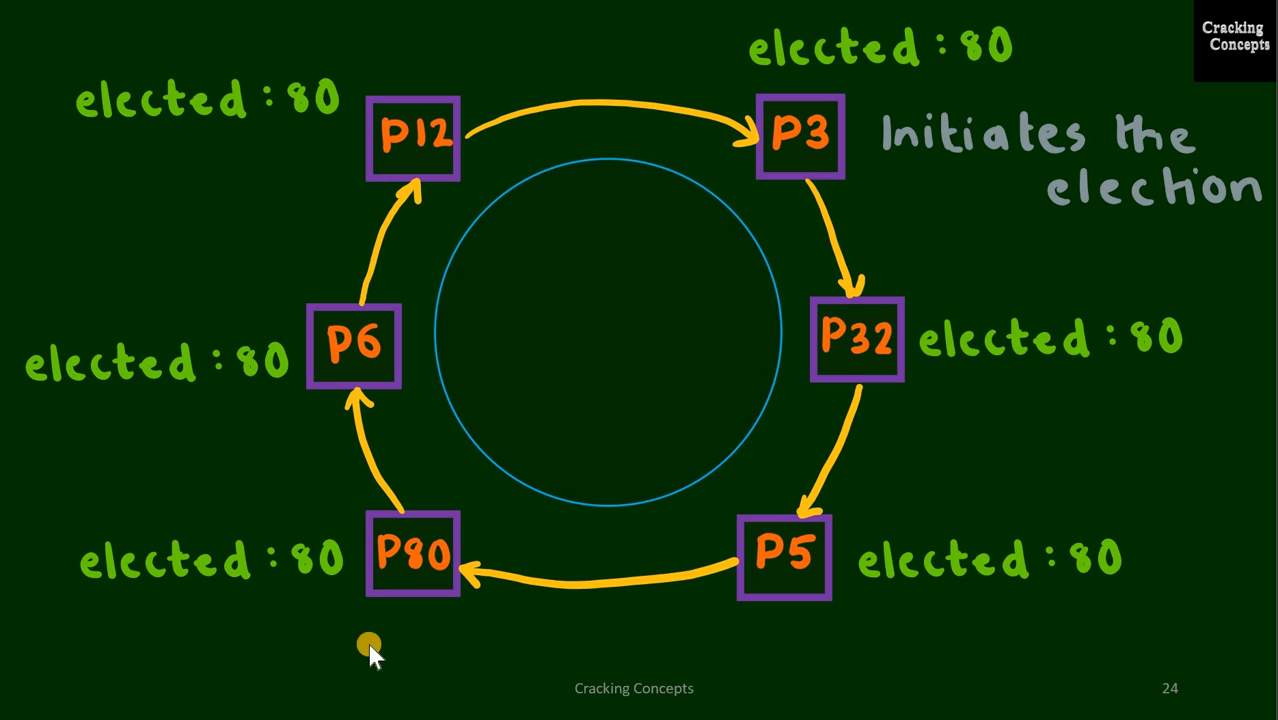 Cracking
Concepts
elected : 80
elected : 80
P12
P3
Initiates the
election
P6
elected : 80
P32
elected : 80
elected : 80
P80
P5
elected : 80
Cracking Concepts
24